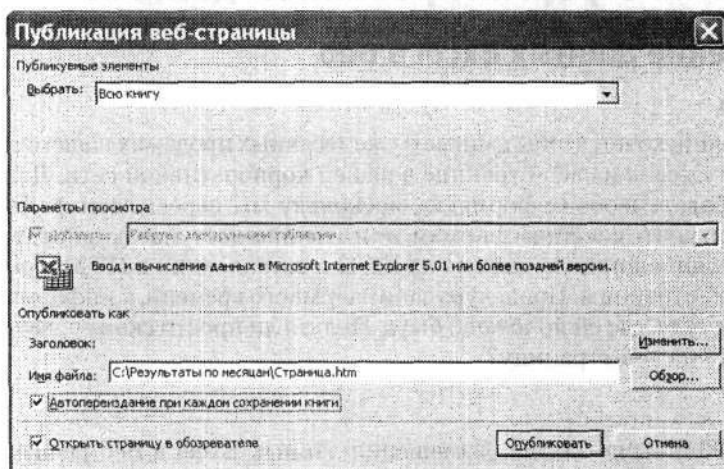 Публикация веб-страницы
Публикуемые элементы
Выбрать: Всю книгу
Параметры просмотра
Ввод и вычисление данных в Microsoft Internet Explorer 5.01 или более поздней версии.
Опубликовать как
Заголовок: Изменить...
Имя файла: C:\Результаты по месяцам\Страница.htm Обзор...
Автопереиздание при каждом сохранении книги
Открыть страницу в обозревателе Опубликовать Отмена